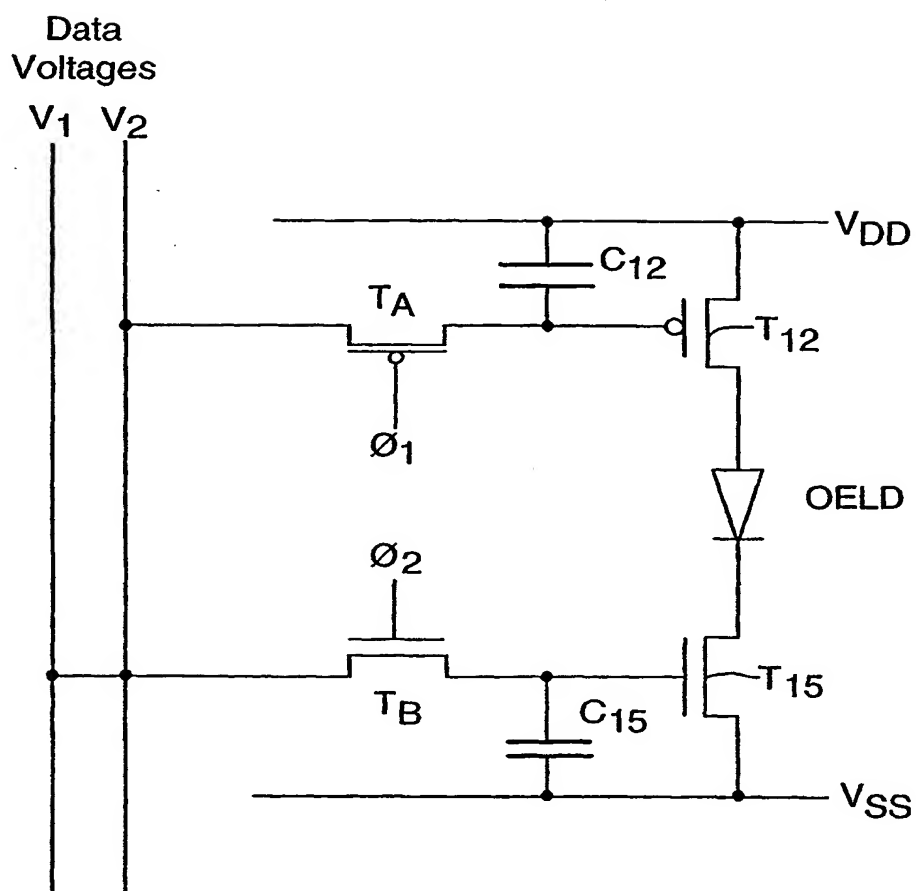 Data
Voltages
V1 V2
VDD
C12
TA
T12
Ø1
OELD
Ø2
T15
TB
C15
VSS